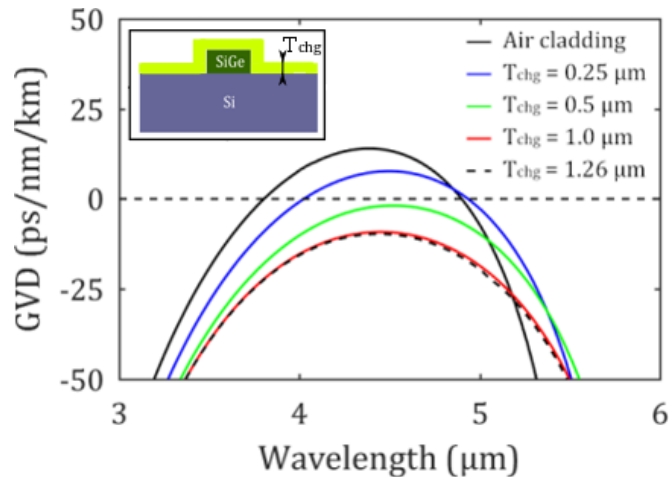 50
25
0
-25
-50
GVD (ps/nm/km)
3
4
5
6
Wavelength (μm)
SiGe
Si
Tchg
Air cladding
Tchg = 0.25 μm
Tchg = 0.5 μm
Tchg = 1.0 μm
Tchg = 1.26 μm